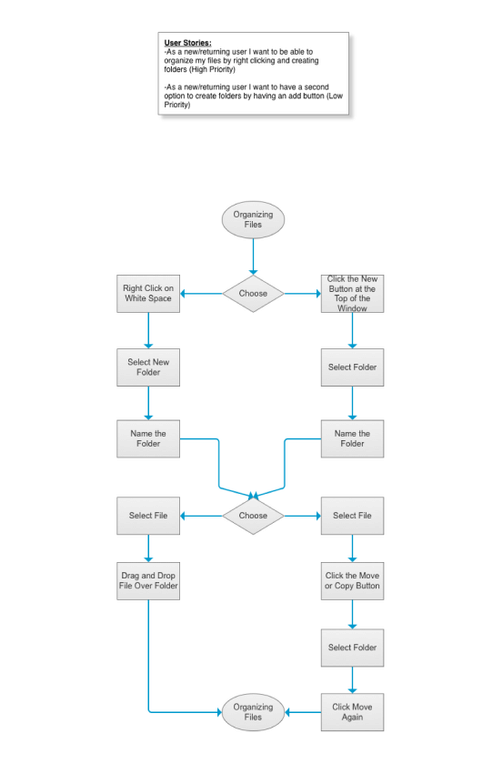 User Stories:
-As a new/returning user I want to be able to
organize my files by right clicking and creating
folders (High Priority)
-As a new/returning user I want to have a second
option to create folders by having an add button (Low
Priority)
Organizing
Files
Right Click on
White Space
Choose
Click the New
Button at the
Top of the
Window
Select New
Folder
Select Folder
Name the
Folder
Name the
Folder
Select File
Choose
Select File
Drag and Drop
File Over Folder
Click the Move
or Copy Button
Select Folder
Organizing
Files
Click Move
Again